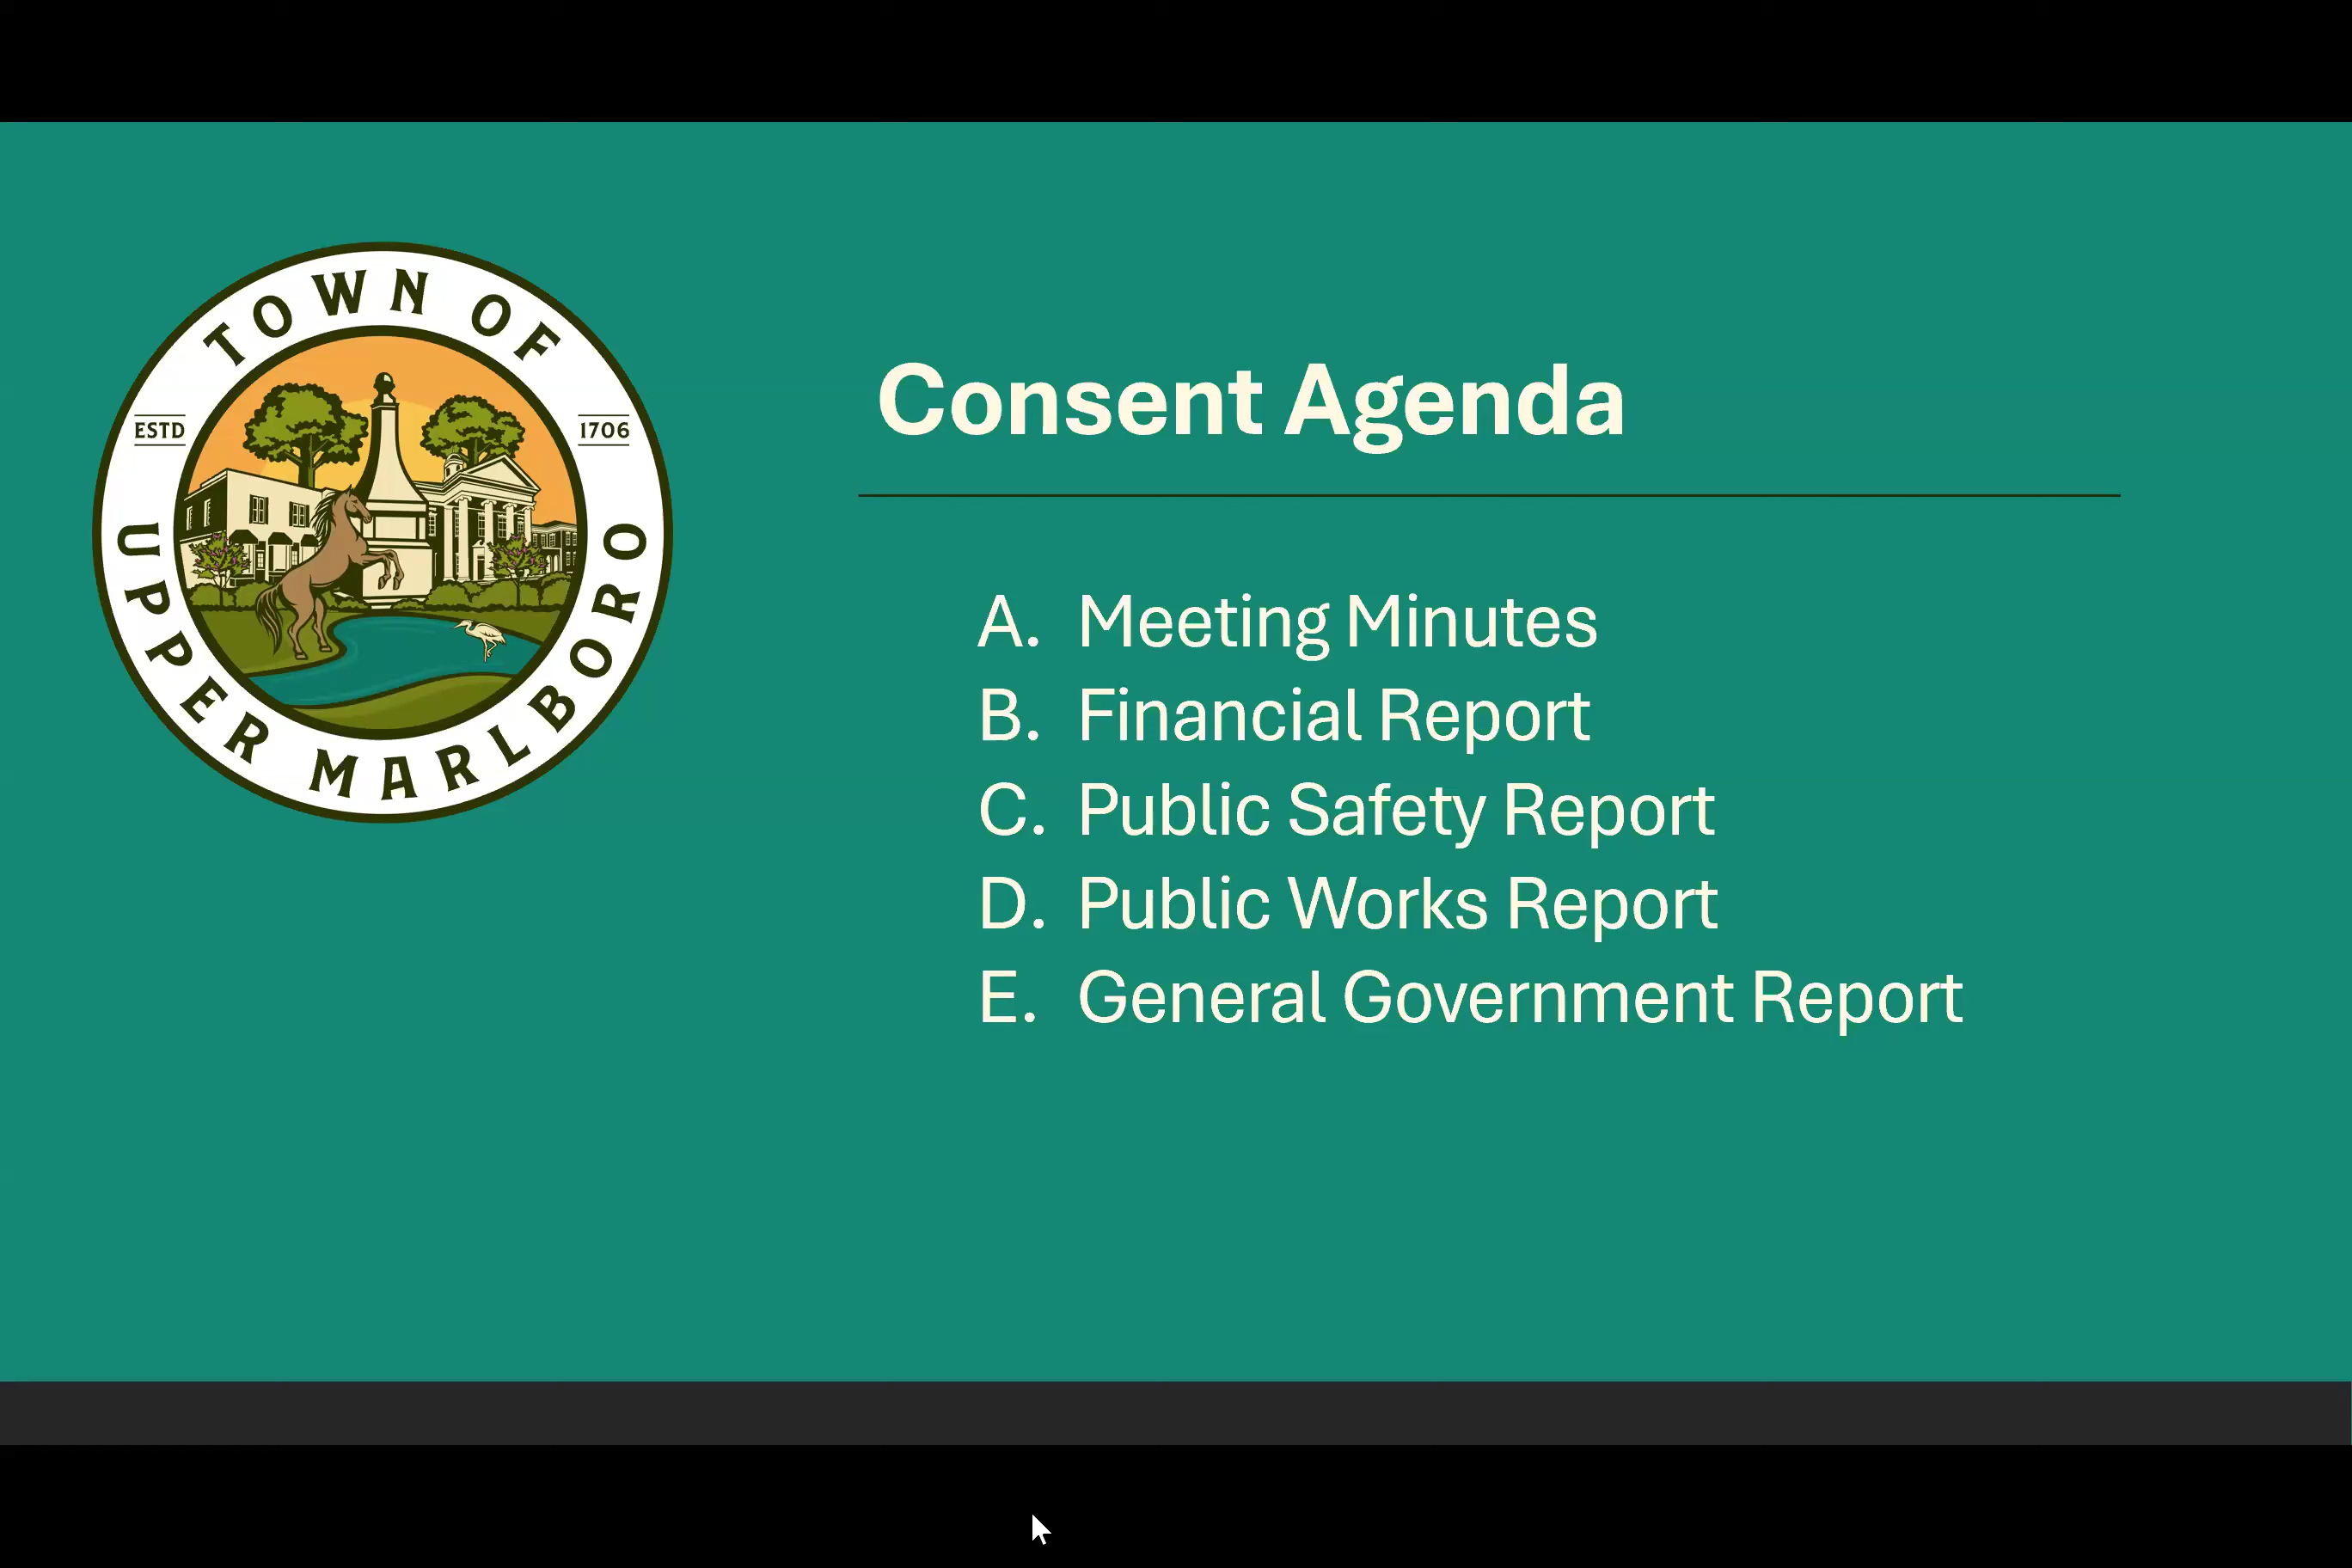 TOWN OF
ESTD
1706
UPPER MARLBORO
Consent Agenda
A. Meeting Minutes
B. Financial Report
C. Public Safety Report
D. Public Works Report
E. General Government Report